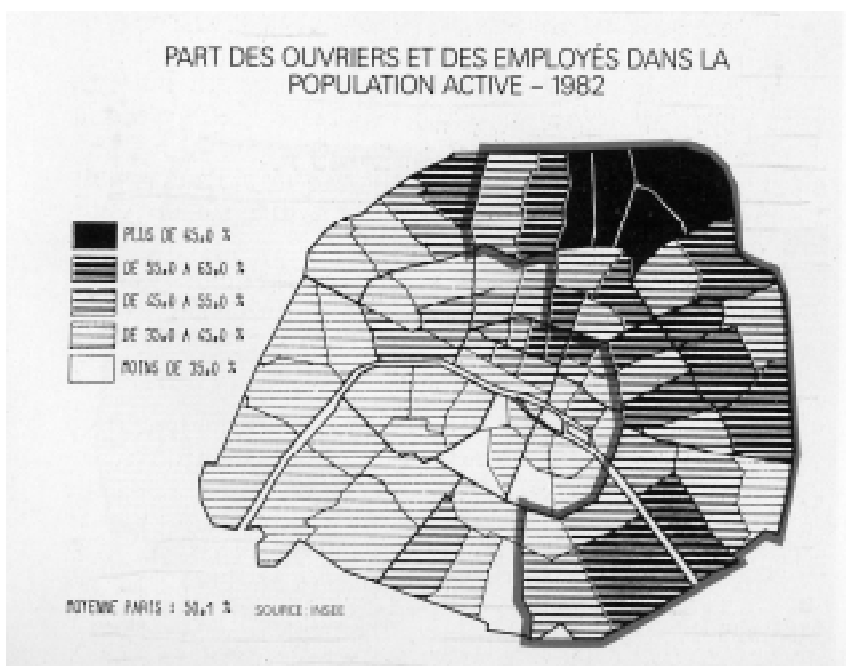 PART DES OUVRIERS ET DES EMPLOYÉS DANS LA
POPULATION ACTIVE – 1982
PLUS DE 65.0 %
DE 55.0 A 65.0 %
DE 45.0 A 55.0 %
DE 35.0 A 45.0 %
MOINS DE 35.0 %
MOYENNE PARIS : 50.1 % SOURCE: INSEE